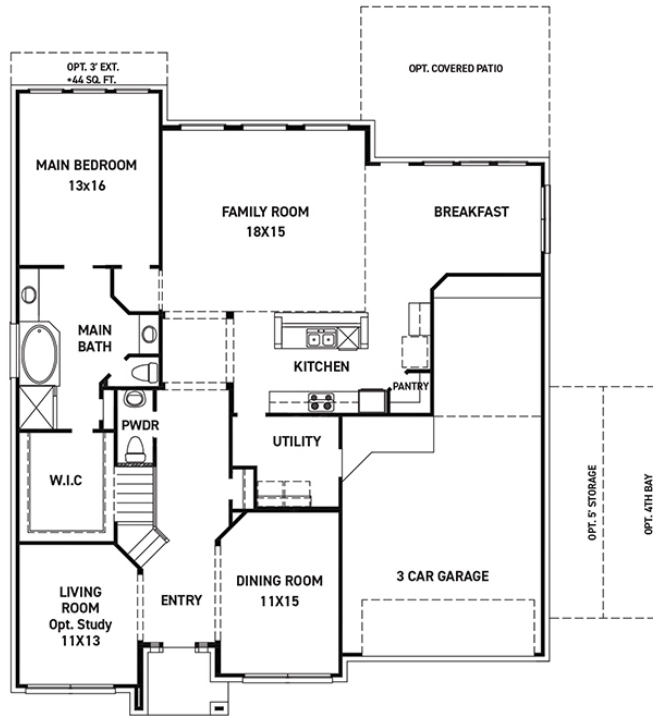 OPT. 3' EXT.
+44 SQ. FT.
OPT. COVERED PATIO
MAIN BEDROOM
13x16
FAMILY ROOM
18X15
BREAKFAST
MAIN
BATH
KITCHEN
PANTRY
PWDR
UTILITY
W.I.C
OPT. 5' STORAGE
OPT. 4TH BAY
LIVING
ROOM
Opt. Study
11X13
ENTRY
DINING ROOM
11X15
3 CAR GARAGE